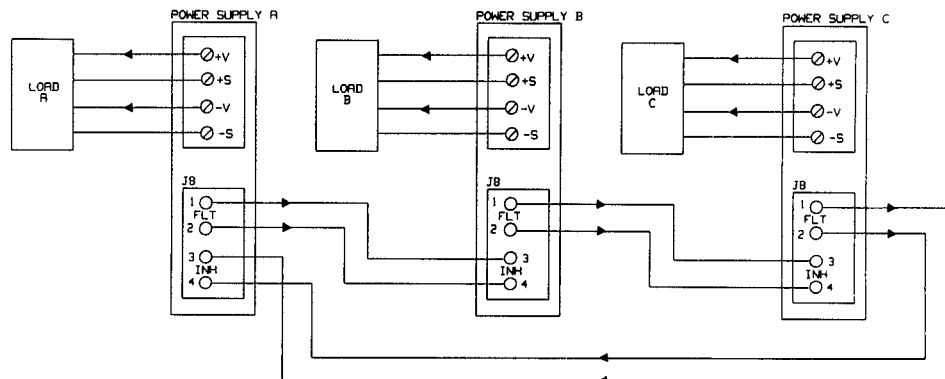 POWER SUPPLY A
LOAD
A
+V
+S
-V
-S
J8
1
FLT
2
3
INH
4
POWER SUPPLY B
LOAD
B
+V
+S
-V
-S
J8
1
FLT
2
3
INH
4
POWER SUPPLY C
LOAD
C
+V
+S
-V
-S
J8
1
FLT
2
3
INH
4